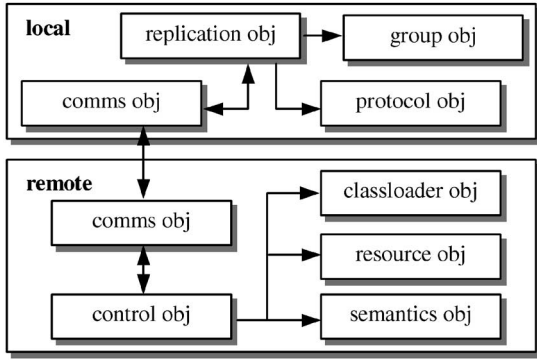 local
replication obj
group obj
comms obj
protocol obj
remote
classloader obj
comms obj
resource obj
control obj
semantics obj